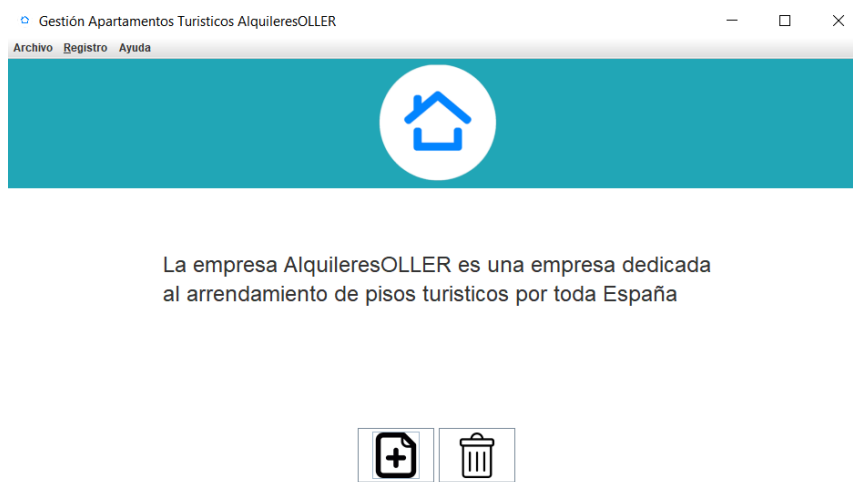 Gestión Apartamentos Turisticos AlquileresOLLER
Archivo Registro Ayuda
La empresa AlquileresOLLER es una empresa dedicada
al arrendamiento de pisos turisticos por toda España